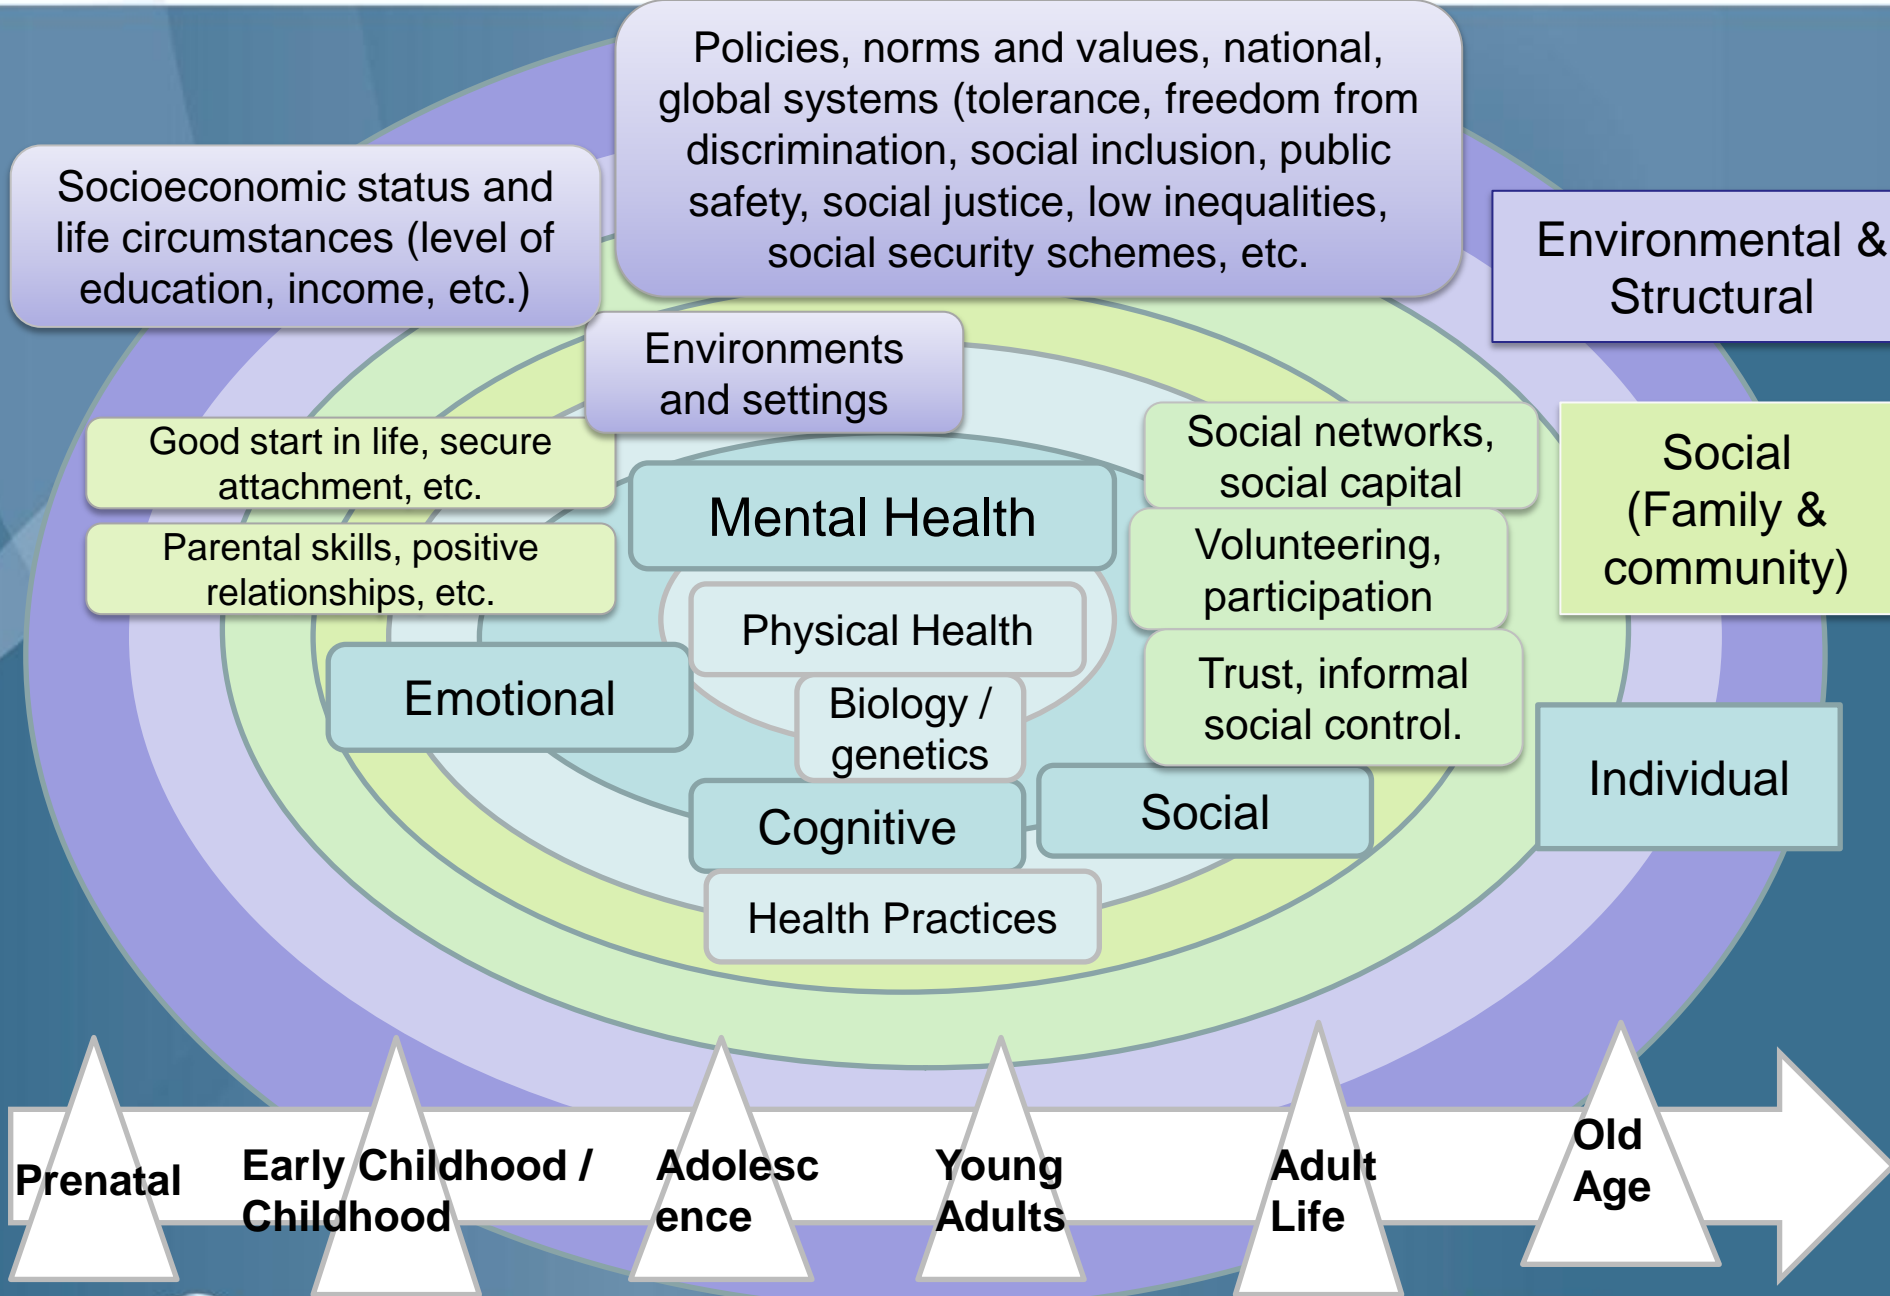 Policies, norms and values, national,
global systems (tolerance, freedom from
discrimination, social inclusion, public
safety, social justice, low inequalities,
social security schemes, etc.
Socioeconomic status and
life circumstances (level of
education, income, etc.)
Environmental &
Structural
Environments
and settings
Good start in life, secure
attachment, etc.
Parental skills, positive
relationships, etc.
Mental Health
Social networks,
social capital
Volunteering,
participation
Trust, informal
social control.
Social
(Family &
community)
Physical Health
Emotional
Biology /
genetics
Cognitive
Social
Individual
Health Practices
Prenatal
Early Childhood /
Childhood
Adolesc
ence
Young
Adults
Adult
Life
Old
Age